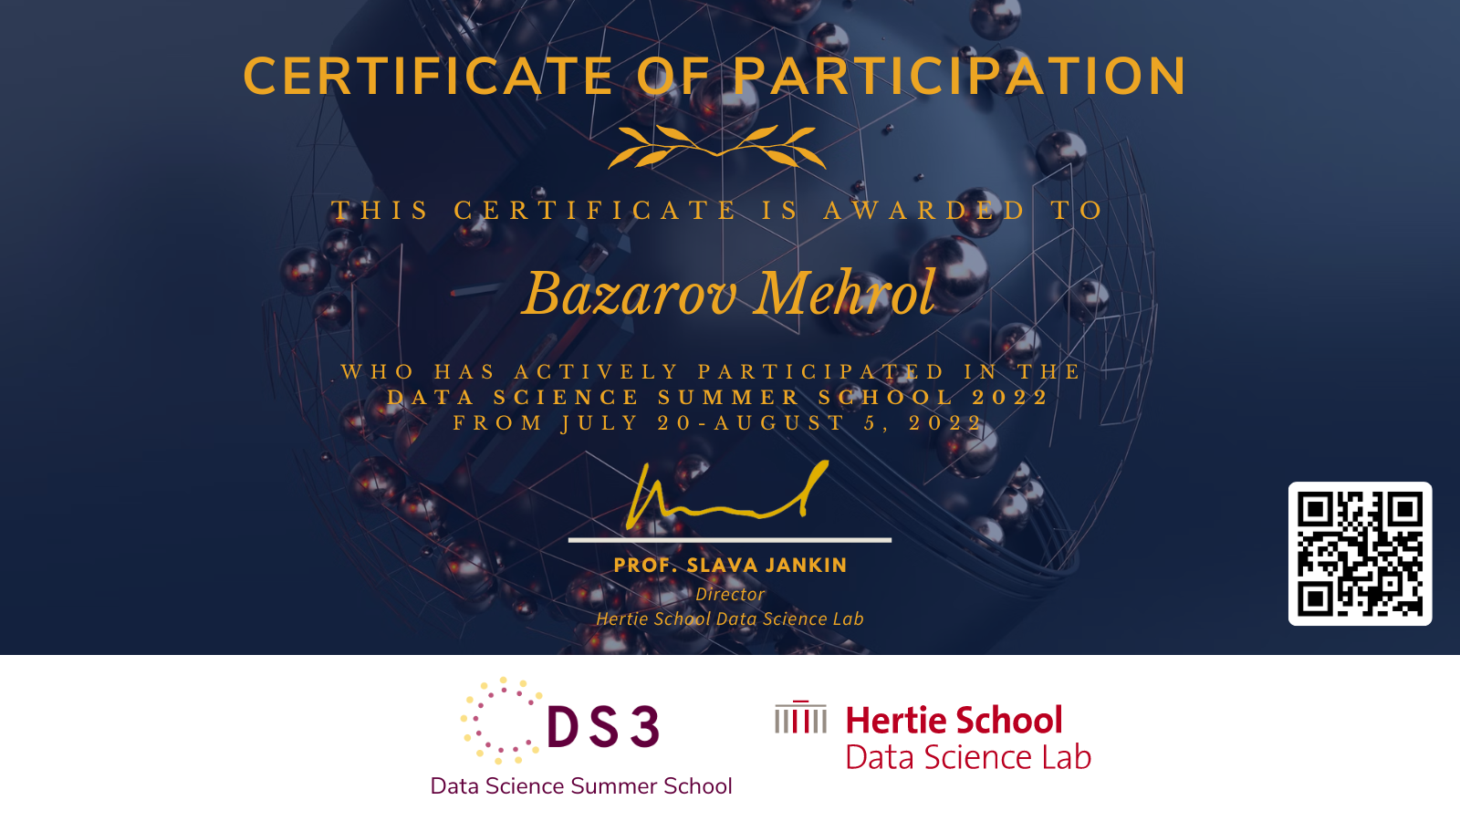 CERTIFICATE OF PARTICIPATION
THIS CERTIFICATE IS AWARDED TO
Bazarov Mehrol
WHO HAS ACTIVELY PARTICIPATED IN THE
DATA SCIENCE SUMMER SCHOOL 2022
FROM JULY 20-AUGUST 5, 2022
PROF. SLAVA JANKIN
Director
Hertie School Data Science Lab
DS3
Data Science Summer School
Hertie School
Data Science Lab